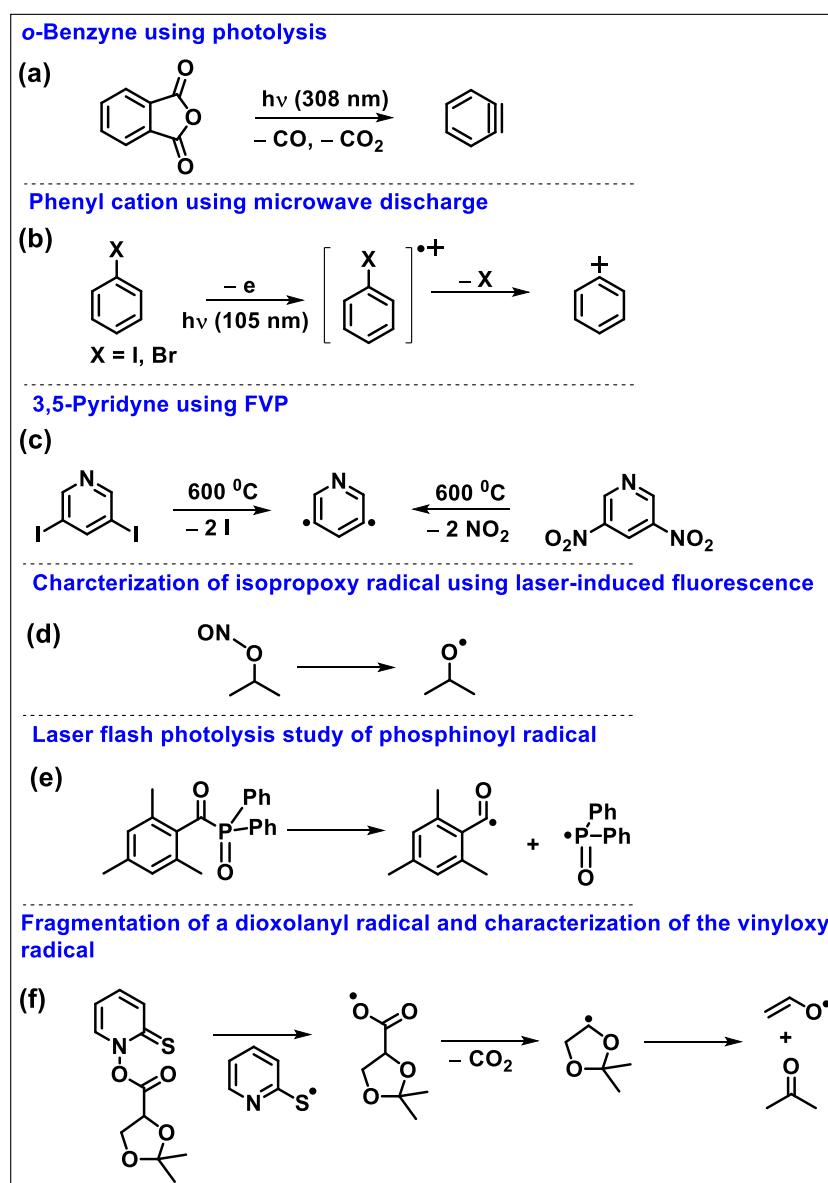 o-Benzyne using photolysis
(a)
O
O
O
hν (308 nm)
– CO, – CO2
Phenyl cation using microwave discharge
(b)
X
X = I, Br
– e
hν (105 nm)
X
•+
– X
+
3,5-Pyridyne using FVP
(c)
N
I
I
600 0C
– 2 I
N
• •
600 0C
– 2 NO2
N
O2N
NO2
Charcterization of isopropoxy radical using laser-induced fluorescence
(d)
ON
O
O•
Laser flash photolysis study of phosphinoyl radical
(e)
O
Ph
P
Ph
O
O
•
+
Ph
•P
Ph
O
Fragmentation of a dioxolanyl radical and characterization of the vinyloxy
radical
(f)
N
S
O
O
O
O
N
S•
•
O
O
O
O
– CO2
•
O
O
O•
+
O